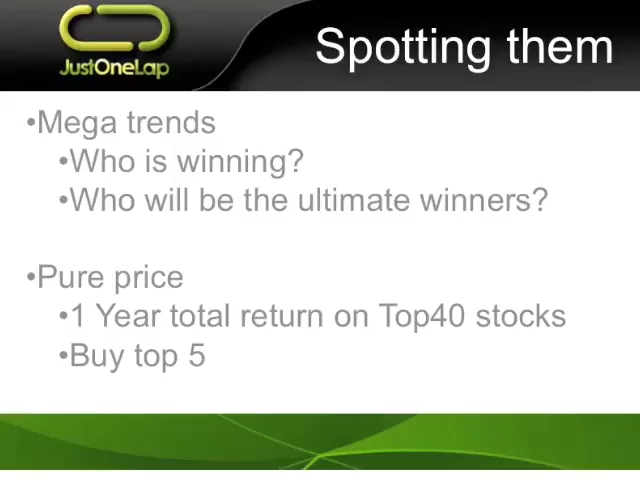 JustOneLap
Spotting them
•Mega trends
•Who is winning?
•Who will be the ultimate winners?
•Pure price
•1 Year total return on Top40 stocks
•Buy top 5